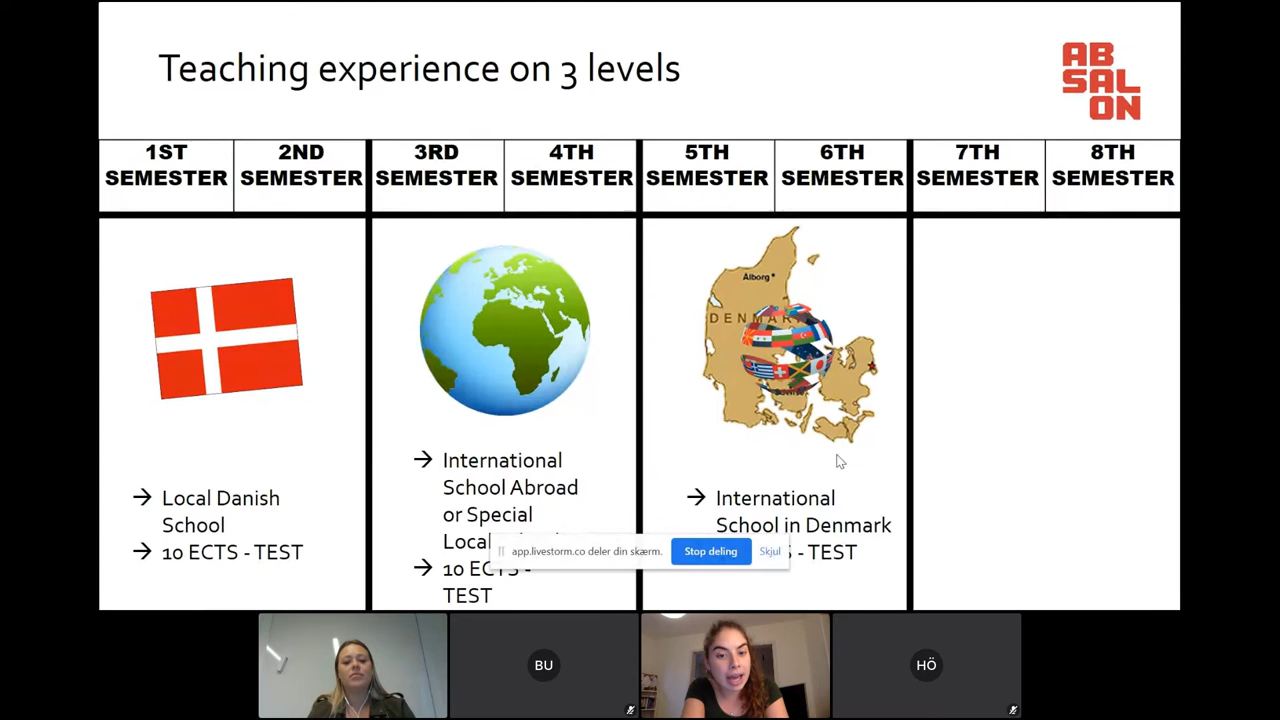 Teaching experience on 3 levels
AB
SAL
ON
1ST
SEMESTER
2ND
SEMESTER
3RD
SEMESTER
4TH
SEMESTER
5TH
SEMESTER
6TH
SEMESTER
7TH
SEMESTER
8TH
SEMESTER
→ Local Danish
School
→ 10 ECTS - TEST
→ International
School Abroad
or Special
Local
→ 10 ECTS -
TEST
Ålborg
DENMAR
→ International
School in Denmark
- TEST
app.livestorm.co deler din skærm.
Stop deling
Skjul
BU
HÖ